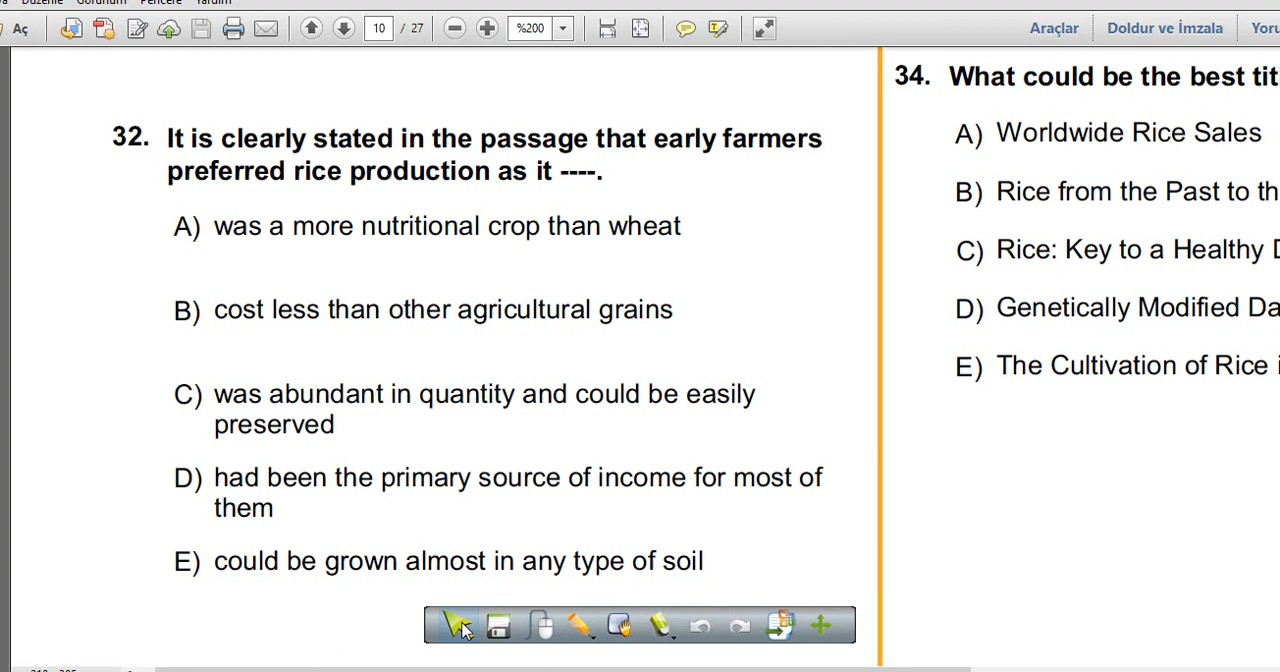 Düzenle Görünüm Pencere Yardım
Aç 10 / 27 %200 Araçlar Doldur ve İmzala
32. It is clearly stated in the passage that early farmers
preferred rice production as it ----.
A) was a more nutritional crop than wheat
B) cost less than other agricultural grains
C) was abundant in quantity and could be easily
preserved
D) had been the primary source of income for most of
them
E) could be grown almost in any type of soil
34. What could be the best
A) Worldwide Rice Sales
B) Rice from the Past to
C) Rice: Key to a Healthy
D) Genetically Modified
E) The Cultivation of Rice